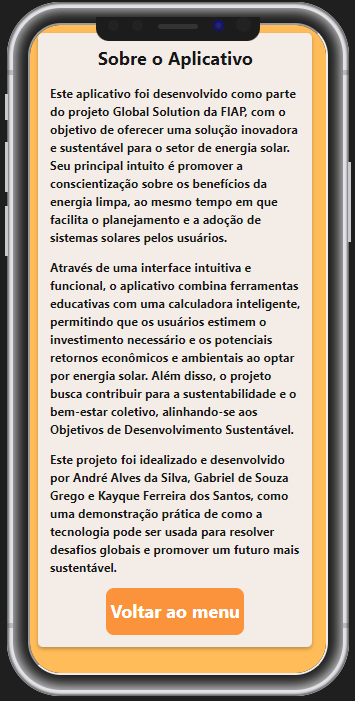 Sobre o Aplicativo
Este aplicativo foi desenvolvido como parte
do projeto Global Solution da FIAP, com o
objetivo de oferecer uma solução inovadora
e sustentável para o setor de energia solar.
Seu principal intuito é promover a
conscientização sobre os benefícios da
energia limpa, ao mesmo tempo em que
facilita o planejamento e a adoção de
sistemas solares pelos usuários.
Através de uma interface intuitiva e
funcional, o aplicativo combina ferramentas
educativas com uma calculadora inteligente,
permitindo que os usuários estimem o
investimento necessário e os potenciais
retornos econômicos e ambientais ao optar
por energia solar. Além disso, o projeto
busca contribuir para a sustentabilidade e o
bem-estar coletivo, alinhando-se aos
Objetivos de Desenvolvimento Sustentável.
Este projeto foi idealizado e desenvolvido
por André Alves da Silva, Gabriel de Souza
Grego e Kayque Ferreira dos Santos, como
uma demonstração prática de como a
tecnologia pode ser usada para resolver
desafios globais e promover um futuro mais
sustentável.
Voltar ao menu